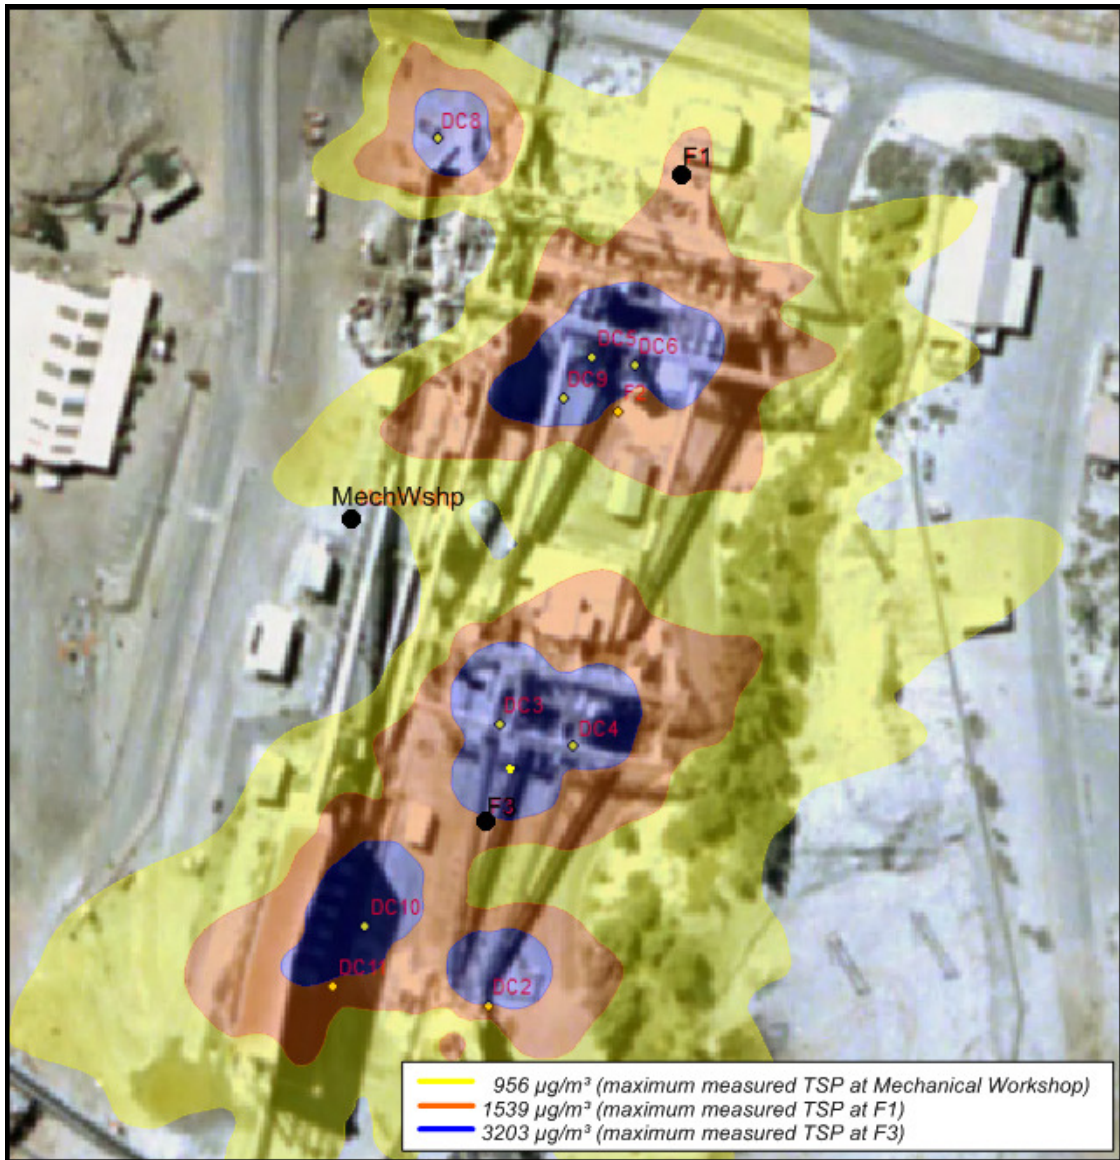 DC8
F1
DC5
DC6
DC9
F2
MechWshp
DC3
DC4
F3
DC10
DC11
DC2
956 µg/m³ (maximum measured TSP at Mechanical Workshop)
1539 µg/m³ (maximum measured TSP at F1)
3203 µg/m³ (maximum measured TSP at F3)